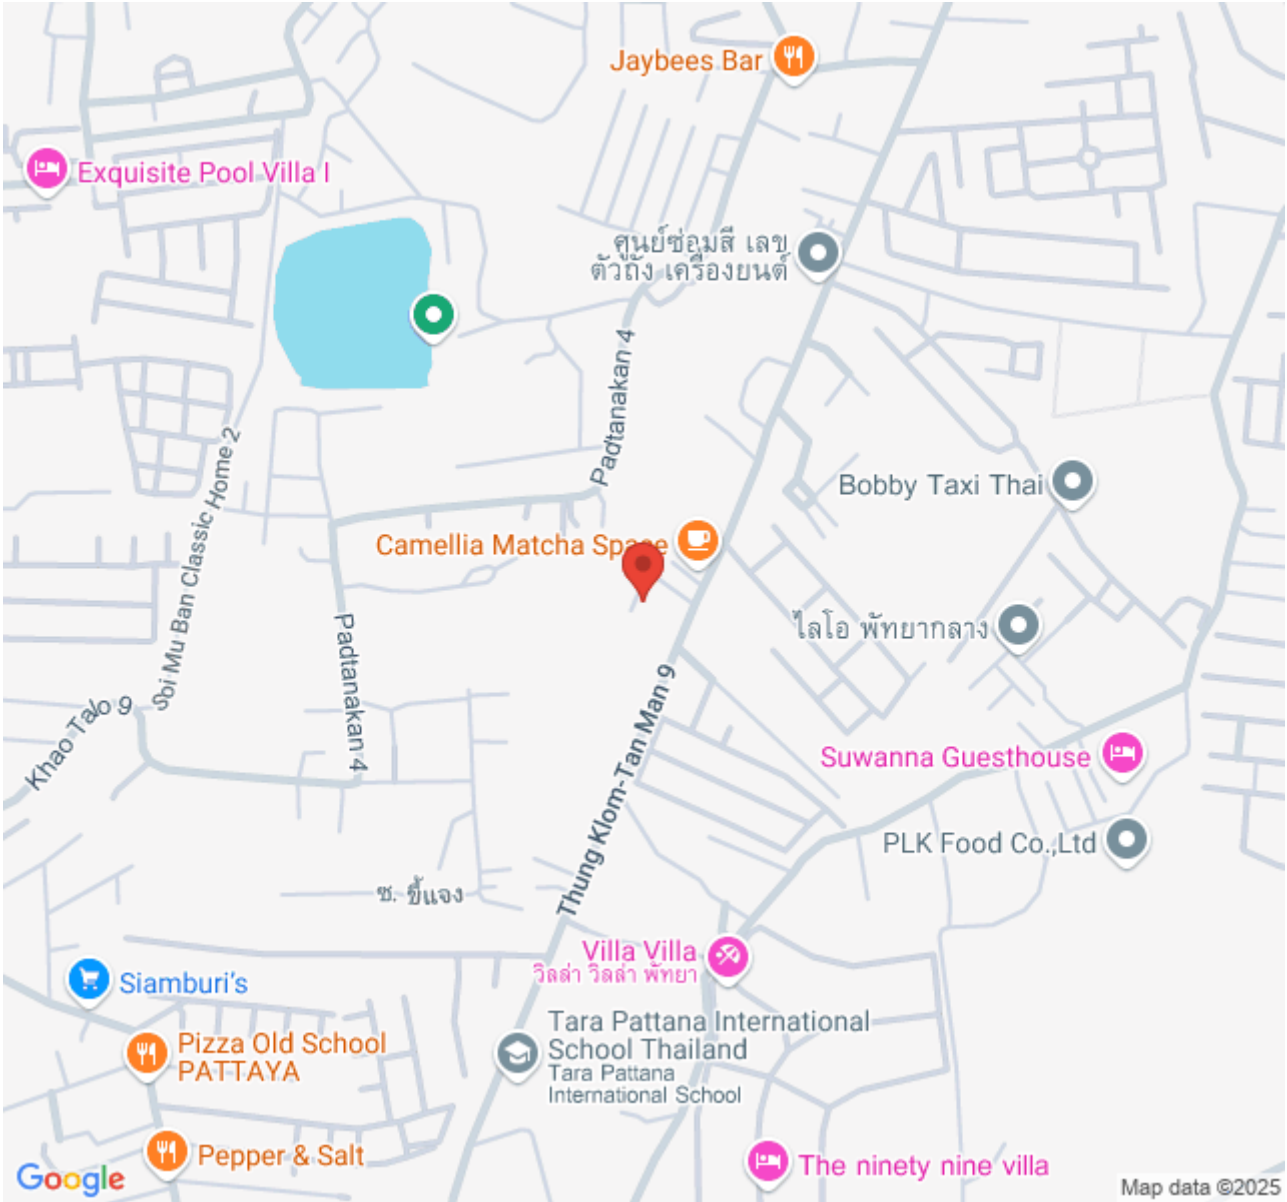 Jaybees Bar
Exquisite Pool Villa I
ศูนย์ซ่อมสี เลข
ตัวถัง เครื่องยนต์
Padtanakan 4
Soi Mu Ban Classic Home 2
Bobby Taxi Thai
Camellia Matcha Space
ไลโอ พัทยากลาง
Padtanakan 4
Khao Talo 9
Thung Klom-Tan Man 9
Suwanna Guesthouse
PLK Food Co.,Ltd
ซ. ขี้แจง
Villa Villa
วิลล่า วิลล่า พัทยา
Siamburi's
Tara Pattana International
School Thailand
Tara Pattana
International School
Pizza Old School
PATTAYA
Pepper & Salt
The ninety nine villa
Google
Map data ©2025